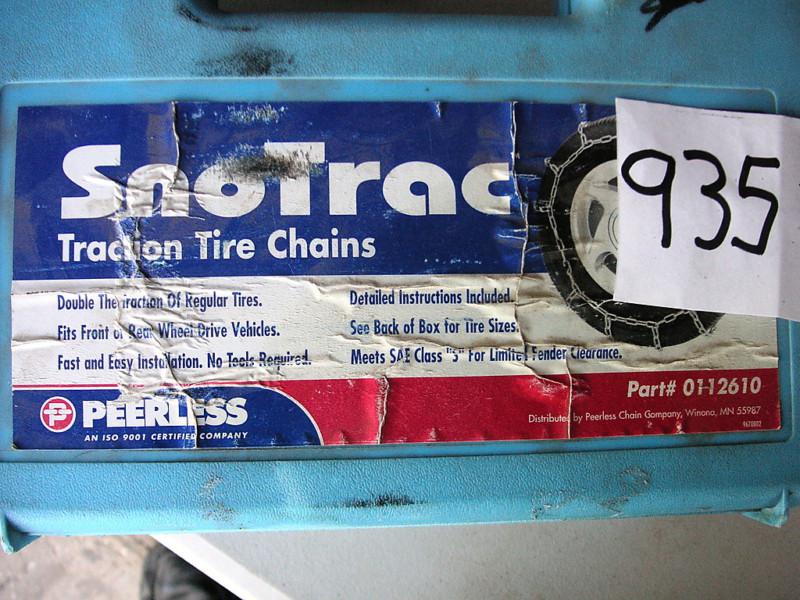 SnoTrac
935
Traction Tire Chains
Double The Traction Of Regular Tires.
Fits Front or Rear Wheel Drive Vehicles.
Fast and Easy Installation. No Tools Required.
Detailed Instructions Included.
See Back of Box for Tire Sizes.
Meets SAE Class "S" For Limited Fender Clearance.
Part# 0112610
PEERLESS
AN ISO 9001 CERTIFIED COMPANY
Distributed by Peerless Chain Company, Winona, MN 55987